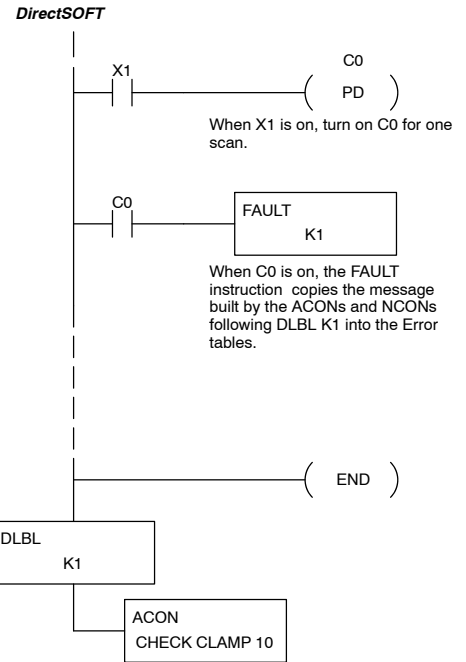 DirectSOFT
X1
C0
PD
When X1 is on, turn on C0 for one
scan.
C0
FAULT
K1
When C0 is on, the FAULT
instruction copies the message
built by the ACONs and NCONs
following DLBL K1 into the Error
tables.
END
DLBL
K1
ACON
CHECK CLAMP 10